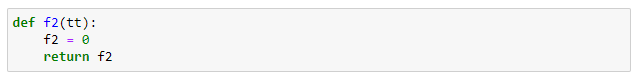 def f2(tt):
    f2 = 0
    return f2